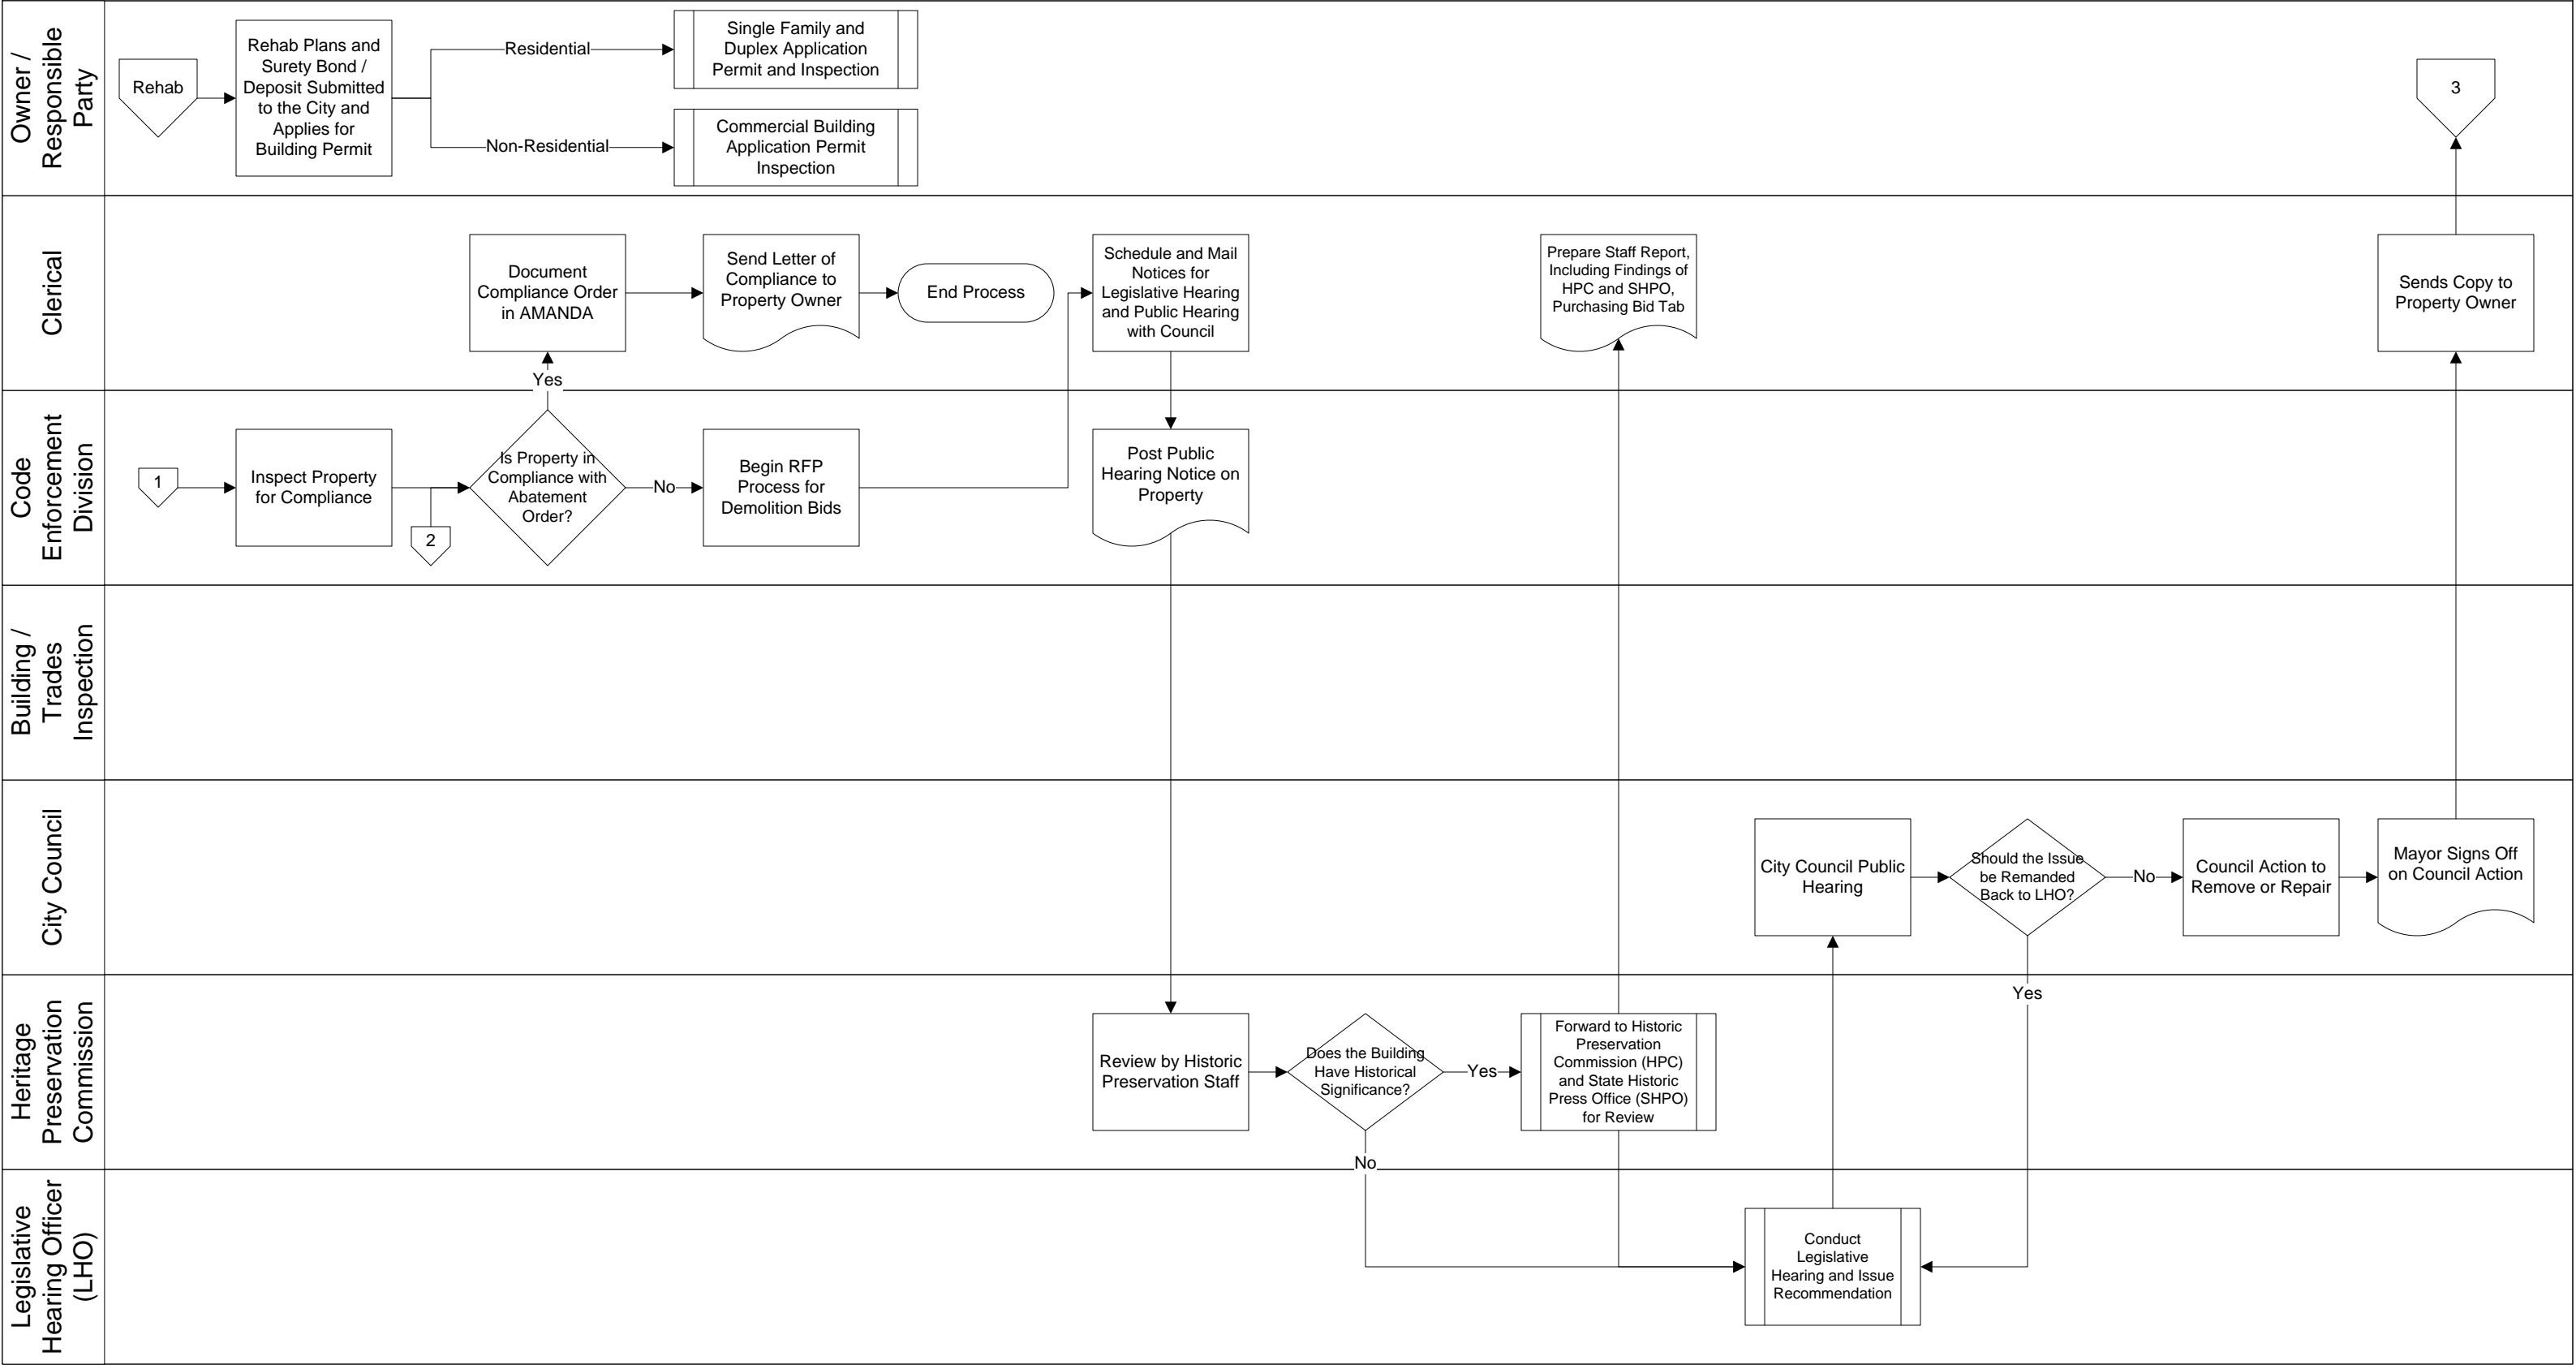 Owner /
Responsible
Party
Rehab
Rehab Plans and
Surety Bond /
Deposit Submitted
to the City and
Applies for
Building Permit
Residential
Single Family and
Duplex Application
Permit and Inspection
Non-Residential
Commercial Building
Application Permit
Inspection
3
Clerical
Document
Compliance Order
in AMANDA
Send Letter of
Compliance to
Property Owner
End Process
Schedule and Mail
Notices for
Legislative Hearing
and Public Hearing
with Council
Prepare Staff Report,
Including Findings of
HPC and SHPO,
Purchasing Bid Tab
Sends Copy to
Property Owner
Yes
Code
Enforcement
Division
1
Inspect Property
for Compliance
2
Is Property in
Compliance with
Abatement
Order?
No
Begin RFP
Process for
Demolition Bids
Post Public
Hearing Notice on
Property
Building /
Trades
Inspection
City Council
City Council Public
Hearing
Should the Issue
be Remanded
Back to LHO?
No
Council Action to
Remove or Repair
Mayor Signs Off
on Council Action
Yes
Heritage
Preservation
Commission
Review by Historic
Preservation Staff
Does the Building
Have Historical
Significance?
Yes
Forward to Historic
Preservation
Commission (HPC)
and State Historic
Press Office (SHPO)
for Review
No
Legislative
Hearing Officer
(LHO)
Conduct
Legislative
Hearing and Issue
Recommendation